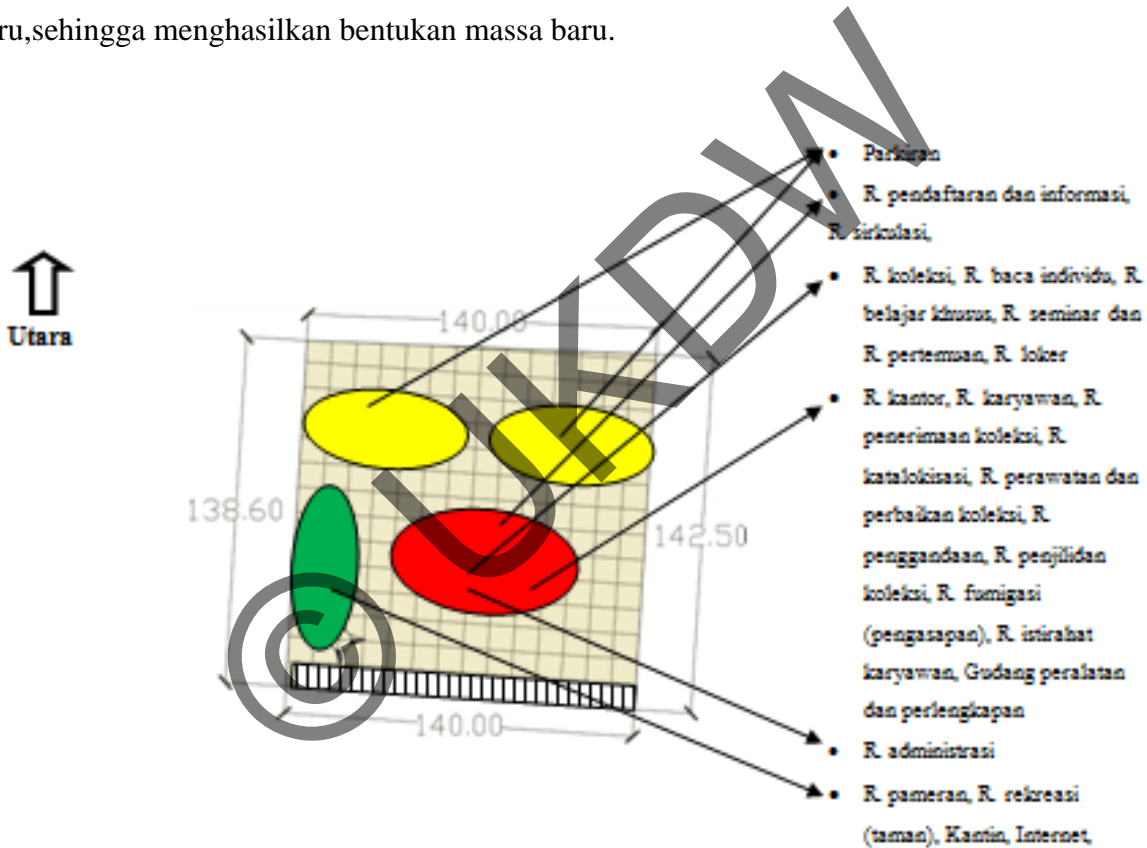 ru,sehingga menghasilkan bentukan massa baru.
Utara
140.00
138.60
142.50
140.00
• Parkiran
• R. pendaftaran dan informasi,
R. sirkulasi,
• R. koleksi, R. baca individu, R.
belajar khusus, R. seminar dan
R. pertemuan, R. loker
• R. kantor, R. karyawan, R.
penerimaan koleksi, R.
katalokisasi, R. perawatan dan
perbaikan koleksi, R.
penggandaan, R. penjilidan
koleksi, R. fumigasi
(pengasapan), R. istirahat
karyawan, Gudang peralatan
dan perlengkapan
• R. administrasi
• R. pameran, R. rekreasi
(taman), Kantin, Internet,
© UKDW